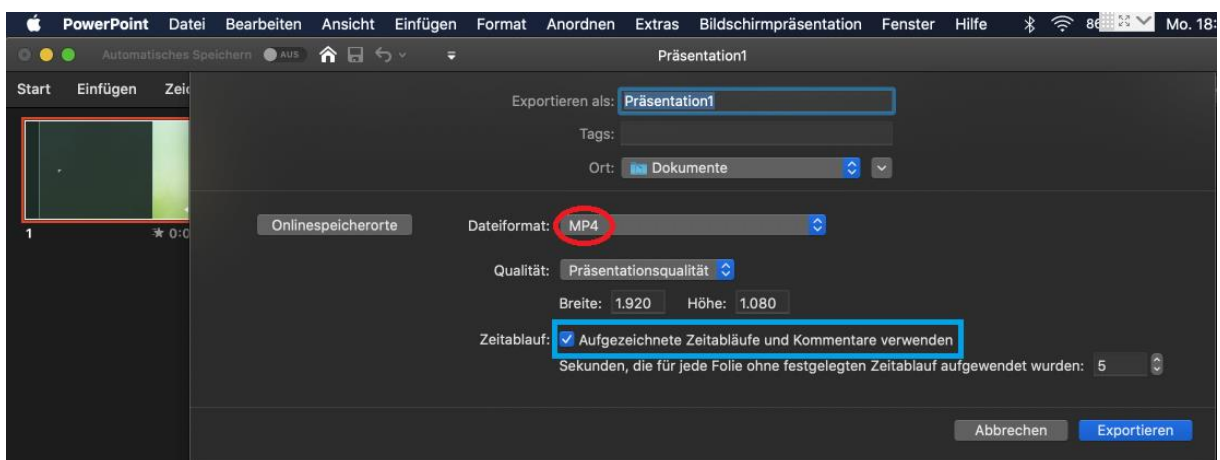 PowerPoint Datei Bearbeiten Ansicht Einfügen Format Anordnen Extras Bildschirmpräsentation Fenster Hilfe Mo. 18:
Automatisches Speichern AUS Präsentation1
Start Einfügen
Exportieren als: Präsentation1
Tags:
Ort: Dokumente
Onlinespeicherorte Dateiformat: MP4
1
Qualität: Präsentationsqualität
Breite: 1.920 Höhe: 1.080
Zeitablauf: Aufgezeichnete Zeitabläufe und Kommentare verwenden
Sekunden, die für jede Folie ohne festgelegten Zeitablauf aufgewendet wurden: 5
Abbrechen Exportieren